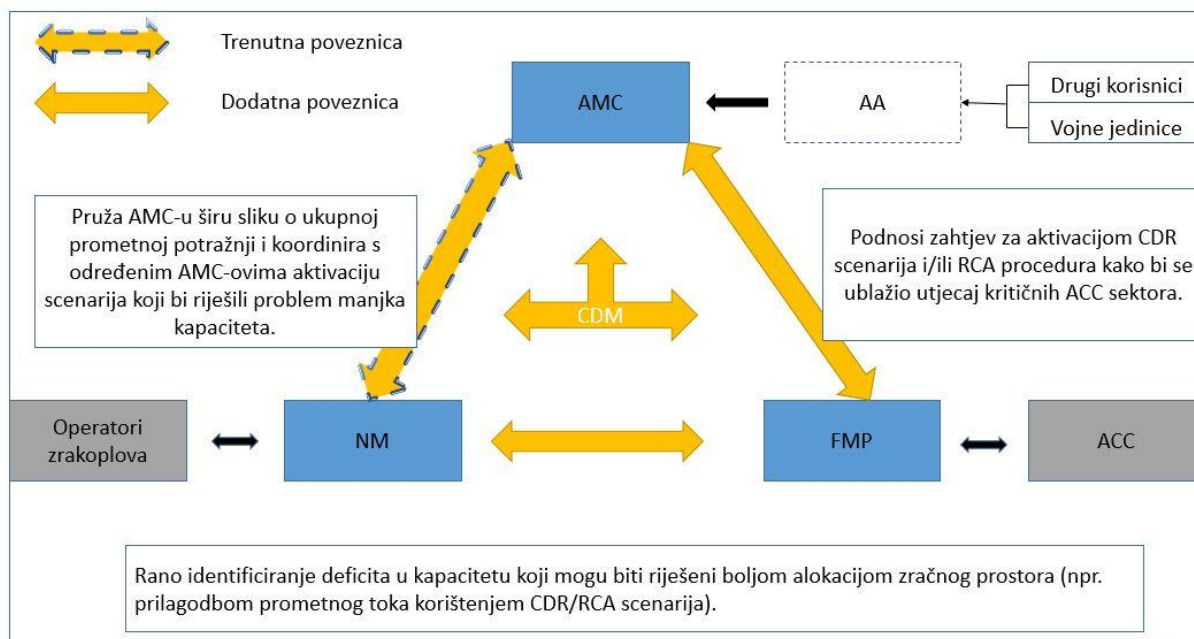 Trenutna poveznica
Dodatna poveznica
AMC
AA
Drugi korisnici
Vojne jedinice
Pruža AMC-u širu sliku o ukupnoj
prometnoj potražnji i koordinira s
određenim AMC-ovima aktivaciju
scenarija koji bi riješili problem manjka
kapaciteta.
Podnosi zahtjev za aktivacijom CDR
scenarija i/ili RCA procedura kako bi se
ublažio utjecaj kritičnih ACC sektora.
CDM
Operatori
zrakoplova
NM
FMP
ACC
Rano identificiranje deficita u kapacitetu koji mogu biti riješeni boljom alokacijom zračnog prostora (npr.
prilagodbom prometnog toka korištenjem CDR/RCA scenarija).